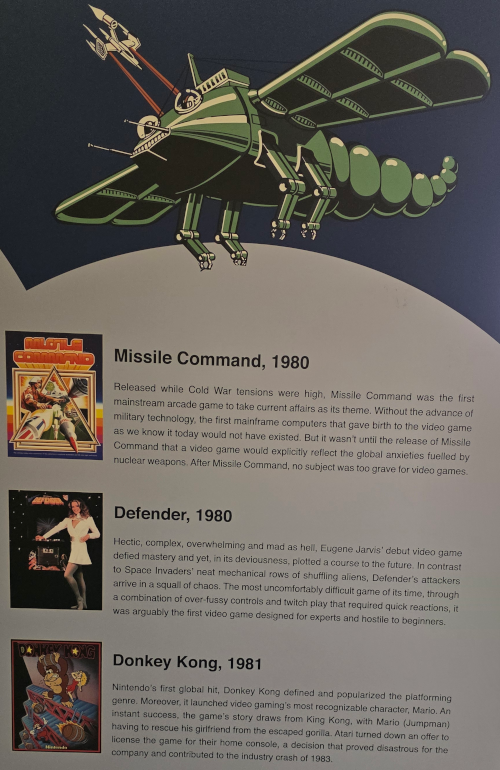 MISSILE
COMMAND
Missile Command, 1980
Released while Cold War tensions were high, Missile Command was the first
mainstream arcade game to take current affairs as its theme. Without the advance of
military technology, the first mainframe computers that gave birth to the video game
as we know it today would not have existed. But it wasn't until the release of Missile
Command that a video game would explicitly reflect the global anxieties fuelled by
nuclear weapons. After Missile Command, no subject was too grave for video games.
Defender, 1980
Hectic, complex, overwhelming and mad as hell, Eugene Jarvis' debut video game
defied mastery and yet, in its deviousness, plotted a course to the future. In contrast
to Space Invaders' neat mechanical rows of shuffling aliens, Defender's attackers
arrive in a squall of chaos. The most uncomfortably difficult game of its time, through
a combination of over-fussy controls and twitch play that required quick reactions, it
was arguably the first video game designed for experts and hostile to beginners.
DONKEY KONG
Nintendo
Donkey Kong, 1981
Nintendo's first global hit, Donkey Kong defined and popularized the platforming
genre. Moreover, it launched video gaming's most recognizable character, Mario. An
instant success, the game's story draws from King Kong, with Mario (Jumpman)
having to rescue his girlfriend from the escaped gorilla. Atari turned down an offer to
license the game for their home console, a decision that proved disastrous for the
company and contributed to the industry crash of 1983.